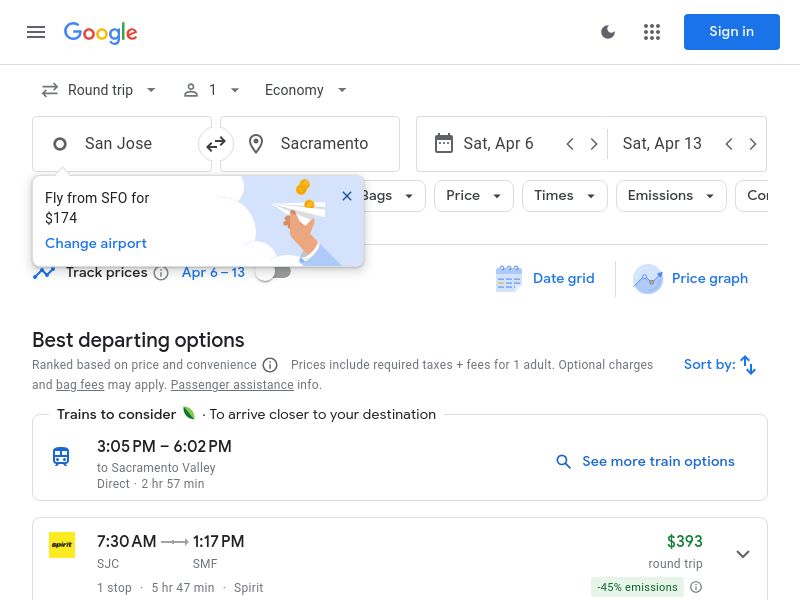 Google
Sign in
Round trip
1
Economy
San Jose
Sacramento
Sat, Apr 6
Sat, Apr 13
Fly from SFO for
$174
Change airport
Bags
Price
Times
Emissions
Track prices
Apr 6 – 13
Date grid
Price graph
Best departing options
Ranked based on price and convenience
Prices include required taxes + fees for 1 adult. Optional charges
and bag fees may apply. Passenger assistance info.
Sort by:
Trains to consider · To arrive closer to your destination
3:05 PM – 6:02 PM
to Sacramento Valley
Direct · 2 hr 57 min
See more train options
spirit
7:30 AM 1:17 PM
$393
SJC SMF
round trip
1 stop · 5 hr 47 min · Spirit
-45% emissions